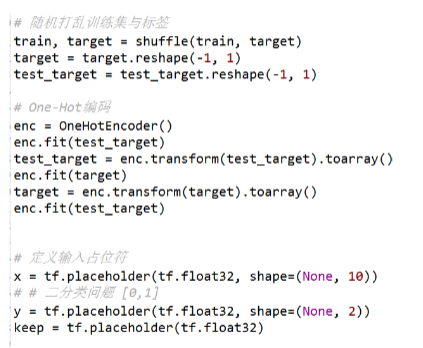 # 随机打乱训练集与标签
train, target = shuffle(train, target)
target = target.reshape(-1, 1)
test_target = test_target.reshape(-1, 1)
# One-Hot编码
enc = OneHotEncoder()
enc.fit(test_target)
test_target = enc.transform(test_target).toarray()
enc.fit(target)
target = enc.transform(target).toarray()
enc.fit(test_target)
# 定义输入占位符
x = tf.placeholder(tf.float32, shape=(None, 10))
# # 二分类问题 [0,1]
y = tf.placeholder(tf.float32, shape=(None, 2))
keep = tf.placeholder(tf.float32)